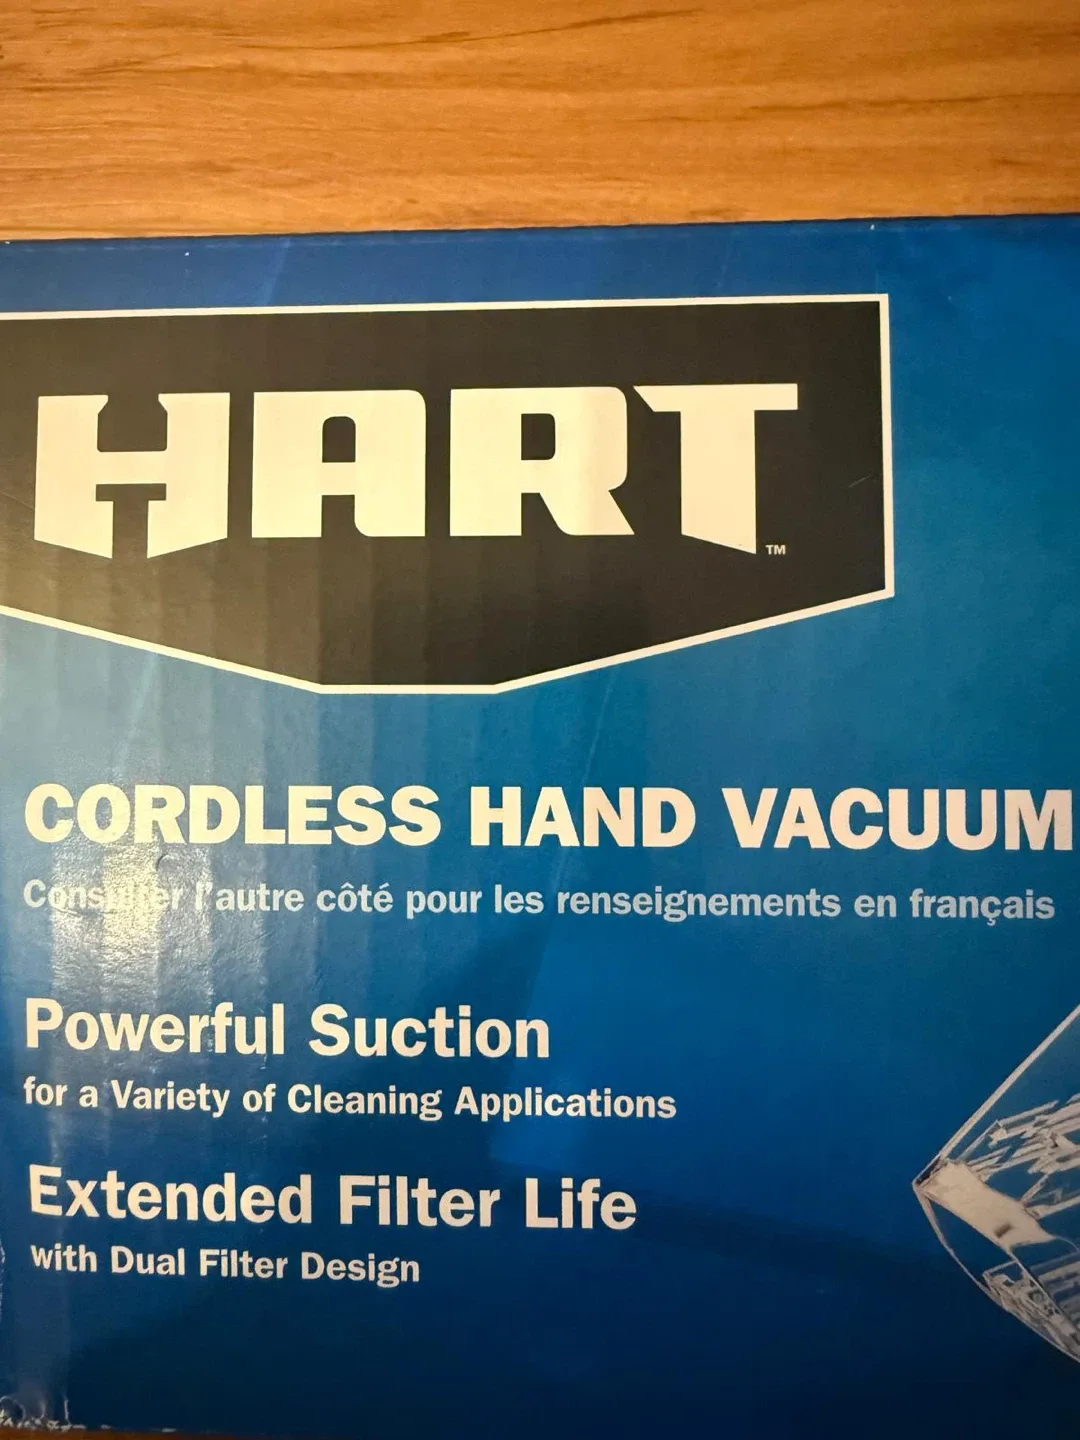 HART
TM
CORDLESS HAND VACUUM
Consulter l'autre côté pour les renseignements en français
Powerful Suction
for a Variety of Cleaning Applications
Extended Filter Life
with Dual Filter Design